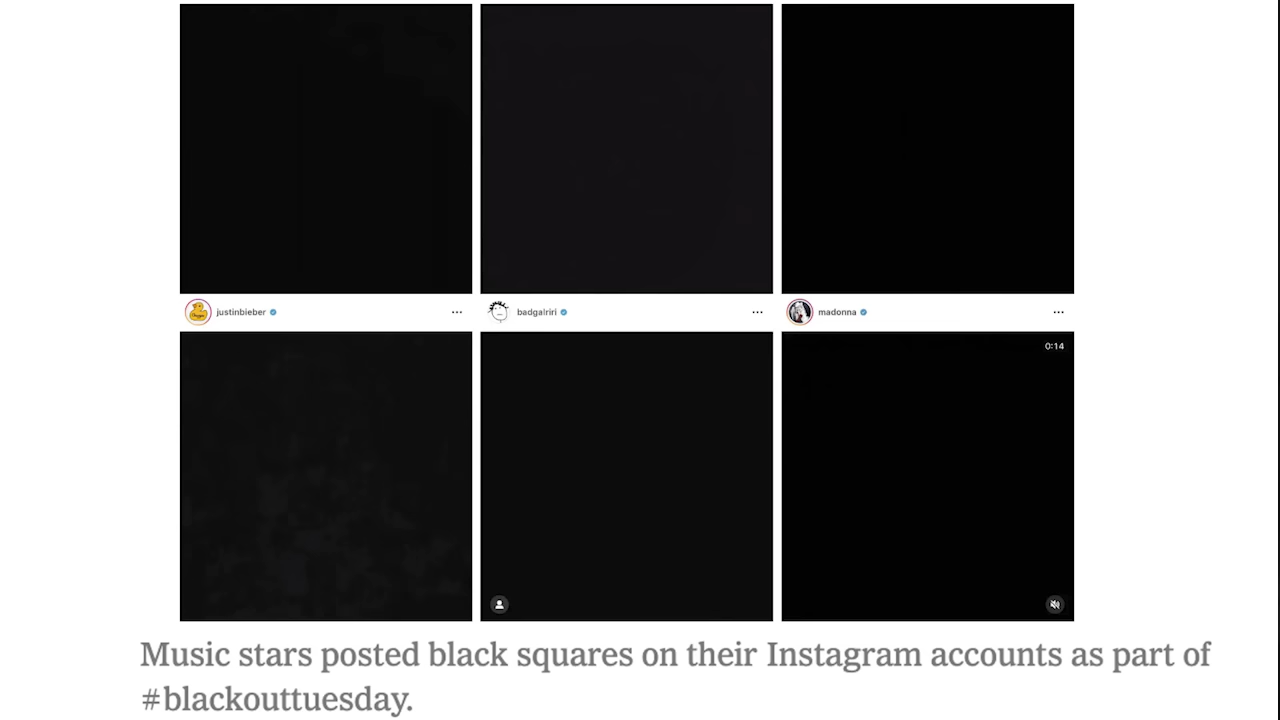 justinbieber
badgalriri
madonna
0:14
Music stars posted black squares on their Instagram accounts as part of
#blackouttuesday.